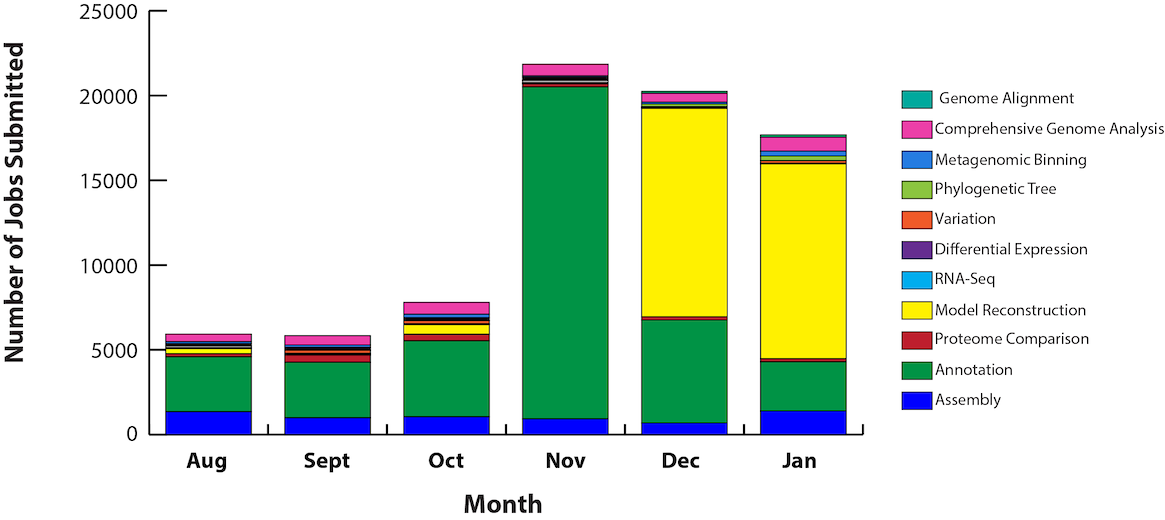 Number of Jobs Submitted
25000
20000
15000
10000
5000
0
Aug Sept Oct Nov Dec Jan
Month
Genome Alignment
Comprehensive Genome Analysis
Metagenomic Binning
Phylogenetic Tree
Variation
Differential Expression
RNA-Seq
Model Reconstruction
Proteome Comparison
Annotation
Assembly